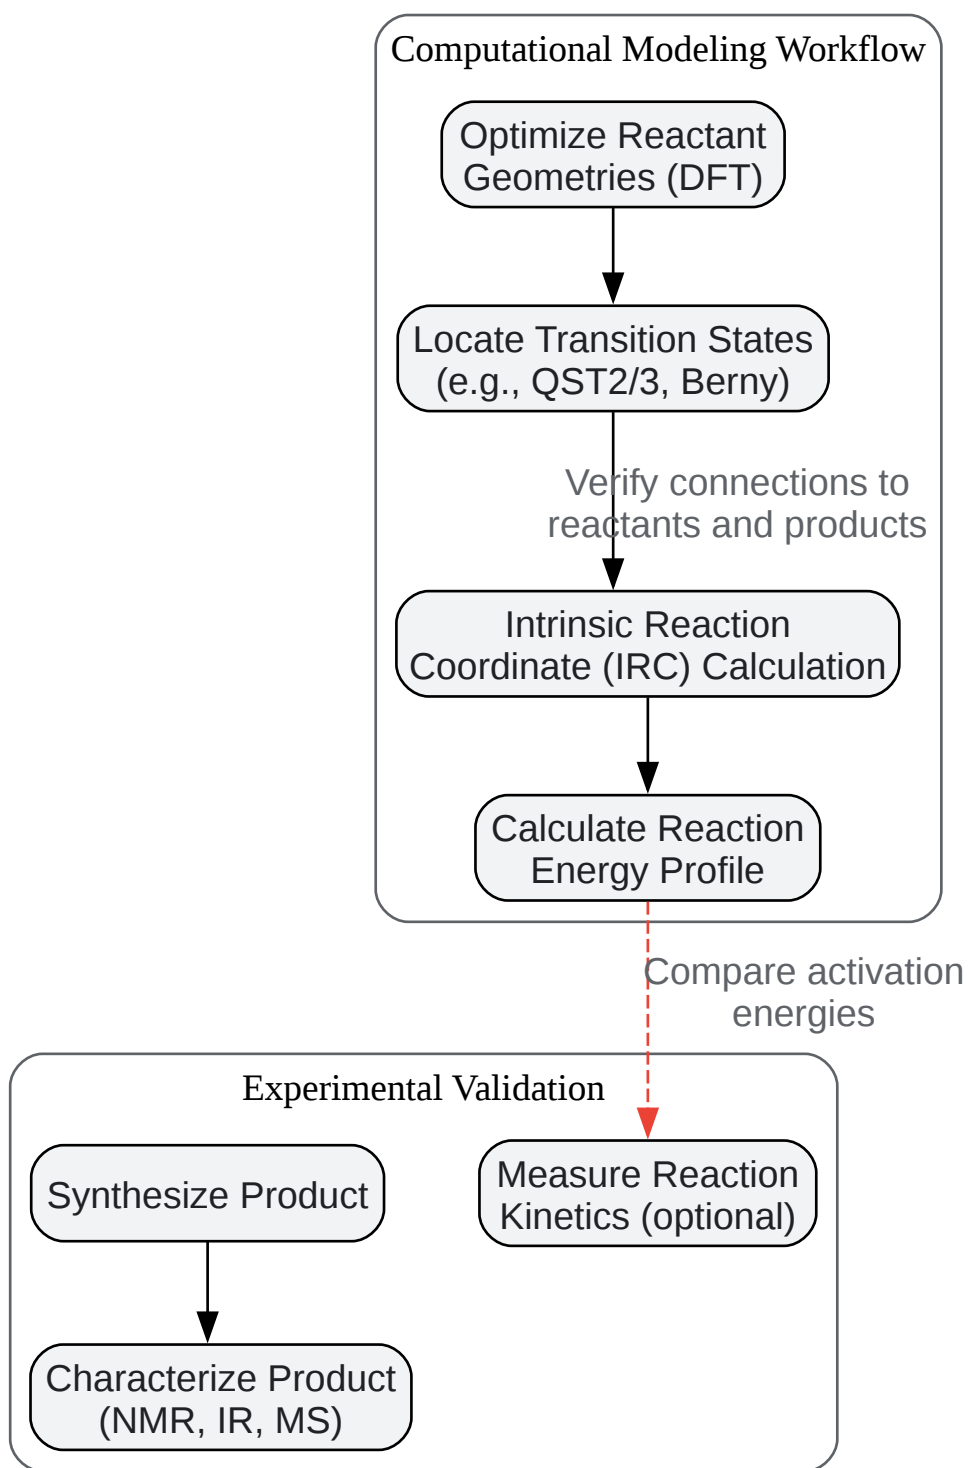 Computational Modeling Workflow
Optimize Reactant
Geometries (DFT)
Locate Transition States
(e.g., QST2/3, Berny)
Verify connections to
reactants and products
Intrinsic Reaction
Coordinate (IRC) Calculation
Calculate Reaction
Energy Profile
Compare activation
energies
Experimental Validation
Synthesize Product
Measure Reaction
Kinetics (optional)
Characterize Product
(NMR, IR, MS)